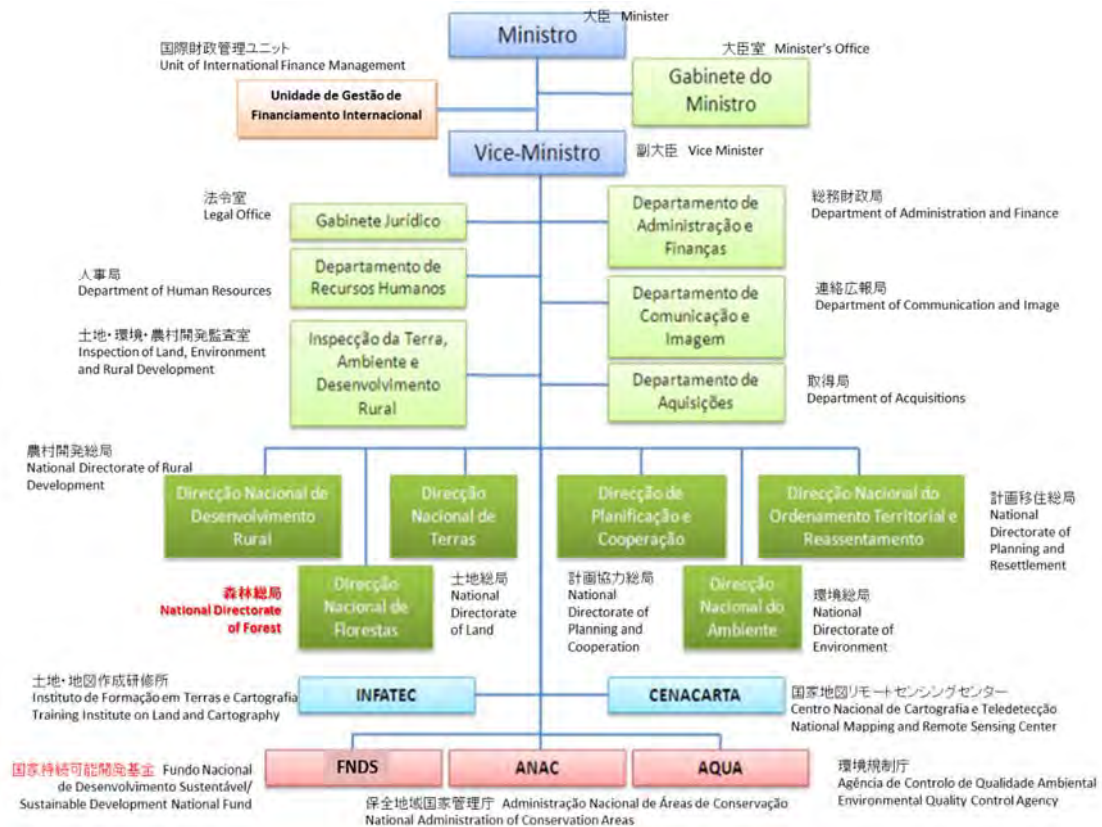 大臣 Minister
Ministro
国際財政管理ユニット
Unit of International Finance Management
大臣室 Minister's Office
Unidade de Gestão de
Financiamento Internacional
Gabinete do
Ministro
Vice-Ministro
副大臣 Vice Minister
法令室
Legal Office
Gabinete Jurídico
Departamento de
Administração e
Finanças
総務財政局
Department of Administration and Finance
人事局
Department of Human Resources
Departamento de
Recursos Humanos
Departamento de
Comunicação e
Imagem
連絡広報局
Department of Communication and Image
土地・環境・農村開発監査室
Inspection of Land, Environment
and Rural Development
Inspecção da Terra,
Ambiente e
Desenvolvimento
Rural
Departamento de
Aquisições
取得局
Department of Acquisitions
農村開発総局
National Directorate of Rural
Development
Direcção Nacional de
Desenvolvimento
Rural
Direcção
Nacional de
Terras
Direcção de
Planificação e
Cooperação
Direcção Nacional do
Ordenamento Territorial e
Reassentamento
計画移住総局
National
Directorate of
Planning and
Resettlement
森林総局
National Directorate
of Forest
Direcção
Nacional de
Florestas
土地総局
National
Directorate
of Land
計画協力総局
National
Directorate of
Planning and
Cooperation
Direcção
Nacional do
Ambiente
環境総局
National
Directorate of
Environment
土地・地図作成研修所
Instituto de Formação em Terras e Cartografia
Training Institute on Land and Cartography
INFATEC
CENACARTA
国家地図リモートセンシングセンター
Centro Nacional de Cartografia e Teledetecção
National Mapping and Remote Sensing Center
国家持続可能開発基金 Fundo Nacional
de Desenvolvimento Sustentável/
Sustainable Development National Fund
FNDS
ANAC
AQUA
環境規制庁
Agência de Controlo de Qualidade Ambiental
Environmental Quality Control Agency
保全地域国家管理庁 Administração Nacional de Áreas de Conservação
National Administration of Conservation Areas